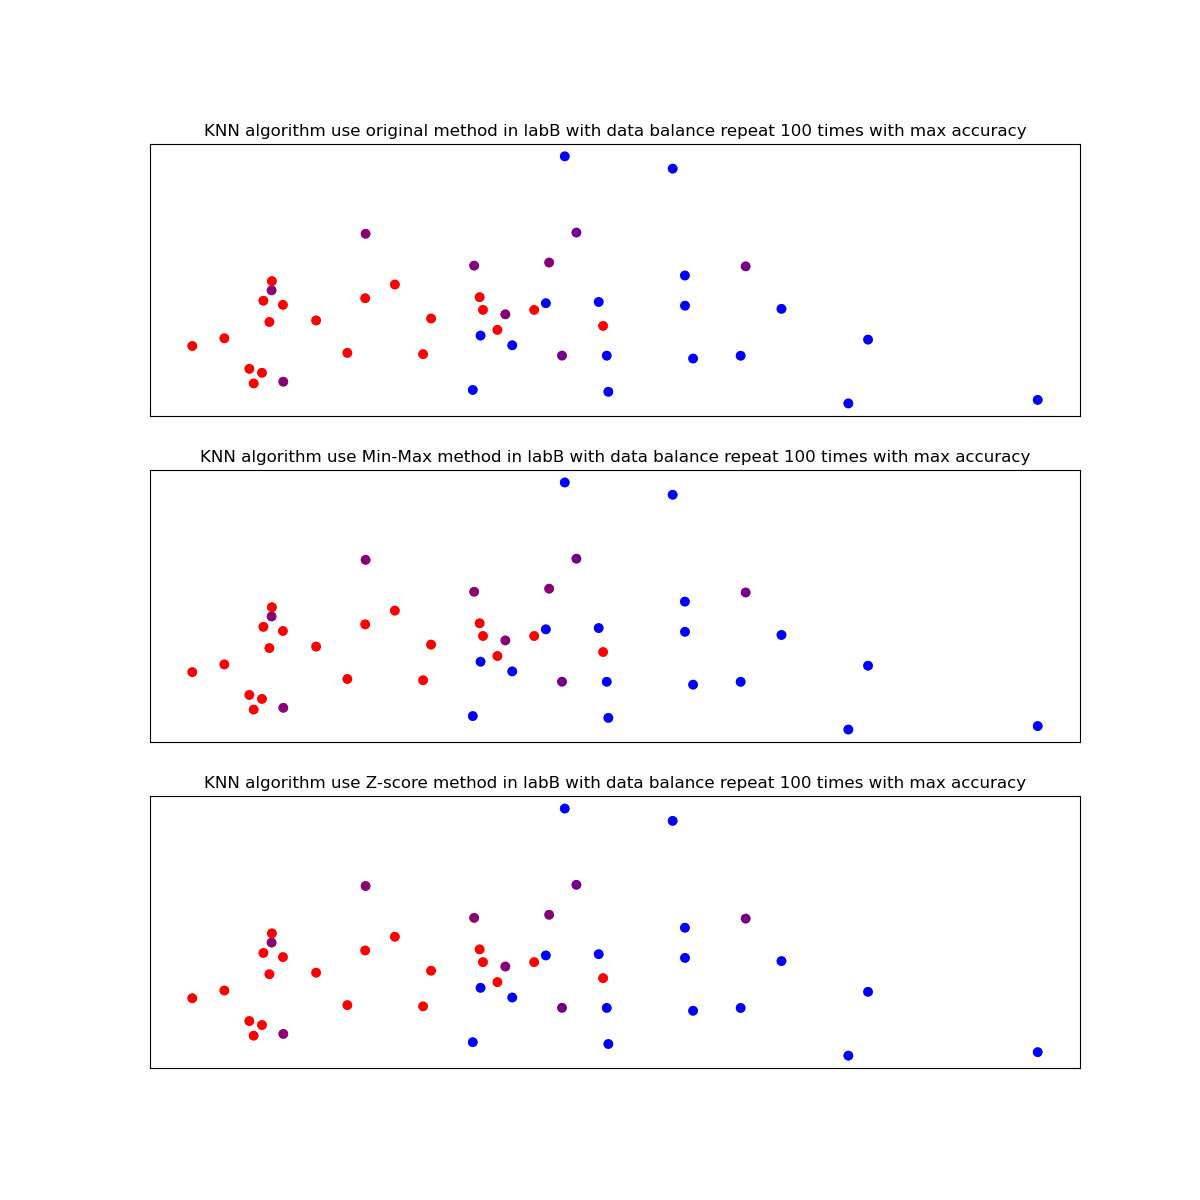 KNN algorithm use original method in labB with data balance repeat 100 times with max accuracy
KNN algorithm use Min-Max method in labB with data balance repeat 100 times with max accuracy
KNN algorithm use Z-score method in labB with data balance repeat 100 times with max accuracy